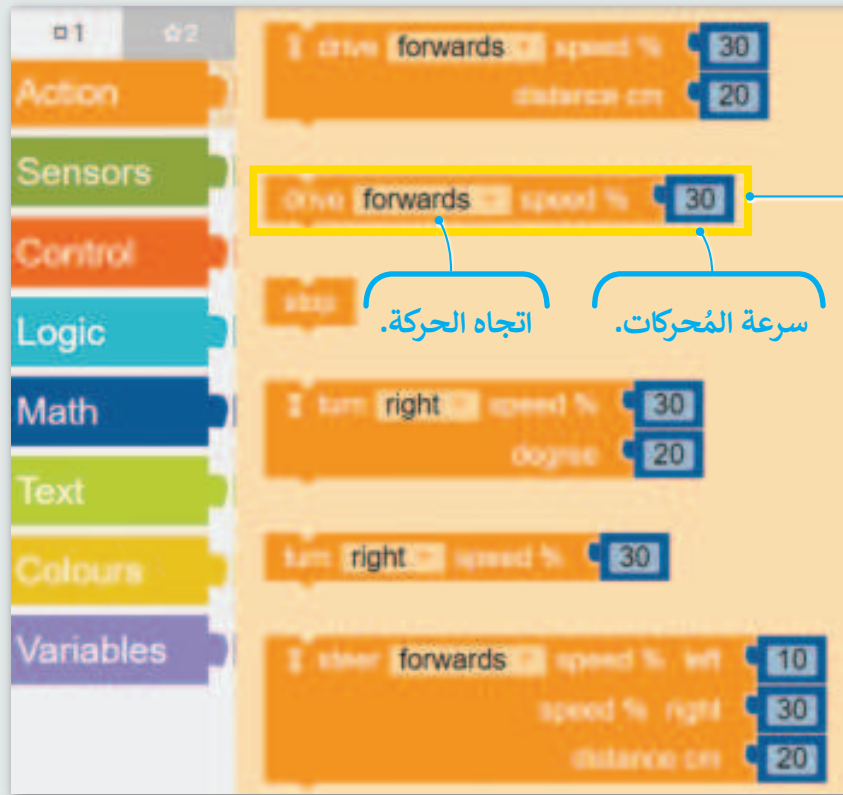 1
2
Action
drive forwards speed % 30
distance cm 20
Sensors
drive forwards speed % 30
Control
stop
اتجاه الحركة.
سرعة المُحركات.
Logic
Math
turn right speed % 30
degree 20
Text
Colours
turn right speed % 30
Variables
steer forwards speed % left 10
speed % right 30
distance cm 20